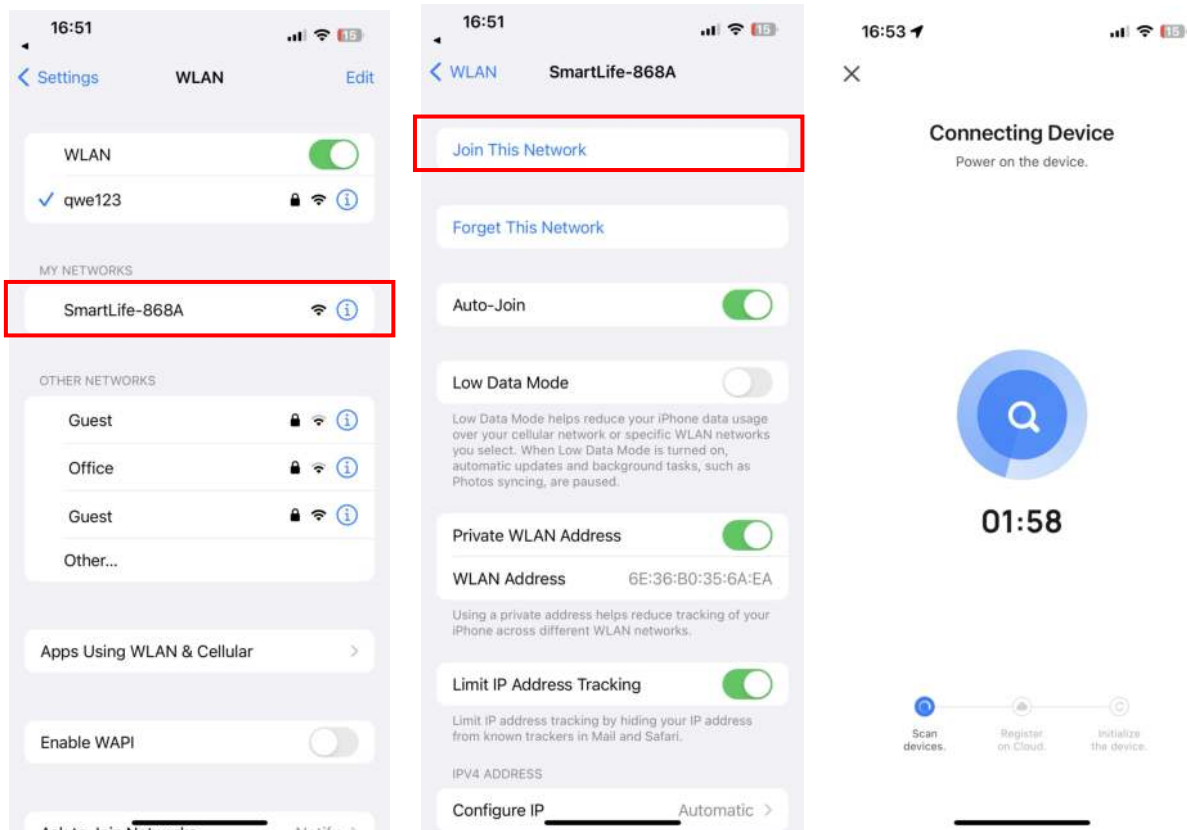 16:51
15
Settings
WLAN
Edit
WLAN
qwe123
MY NETWORKS
SmartLife-868A
OTHER NETWORKS
Guest
Office
Guest
Other...
Apps Using WLAN & Cellular
Enable WAPI
16:51
15
WLAN
SmartLife-868A
Join This Network
Forget This Network
Auto-Join
Low Data Mode
Low Data Mode helps reduce your iPhone data usage
over your cellular network or specific WLAN networks
you select. When Low Data Mode is turned on,
automatic updates and background tasks, such as
Photos syncing, are paused.
Private WLAN Address
WLAN Address 6E:36:B0:35:6A:EA
Using a private address helps reduce tracking of your
iPhone across different WLAN networks.
Limit IP Address Tracking
Limit IP address tracking by hiding your IP address
from known trackers in Mail and Safari.
IPV4 ADDRESS
Configure IP Automatic
16:53
15
Connecting Device
Power on the device.
01:58
Scan
devices.
Register
on Cloud.
Initialize
the device.